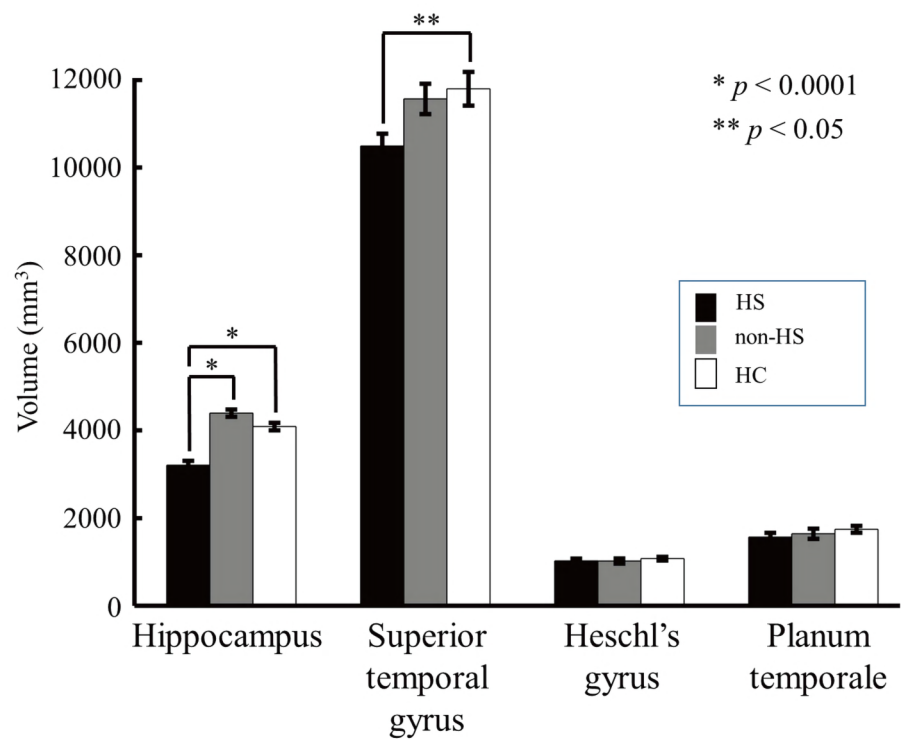 **
12000
* p < 0.0001
** p < 0.05
10000
8000
Volume (mm³)
HS
non-HS
HC
6000
*
*
4000
2000
0
Hippocampus
Superior
temporal
gyrus
Heschl’s
gyrus
Planum
temporale